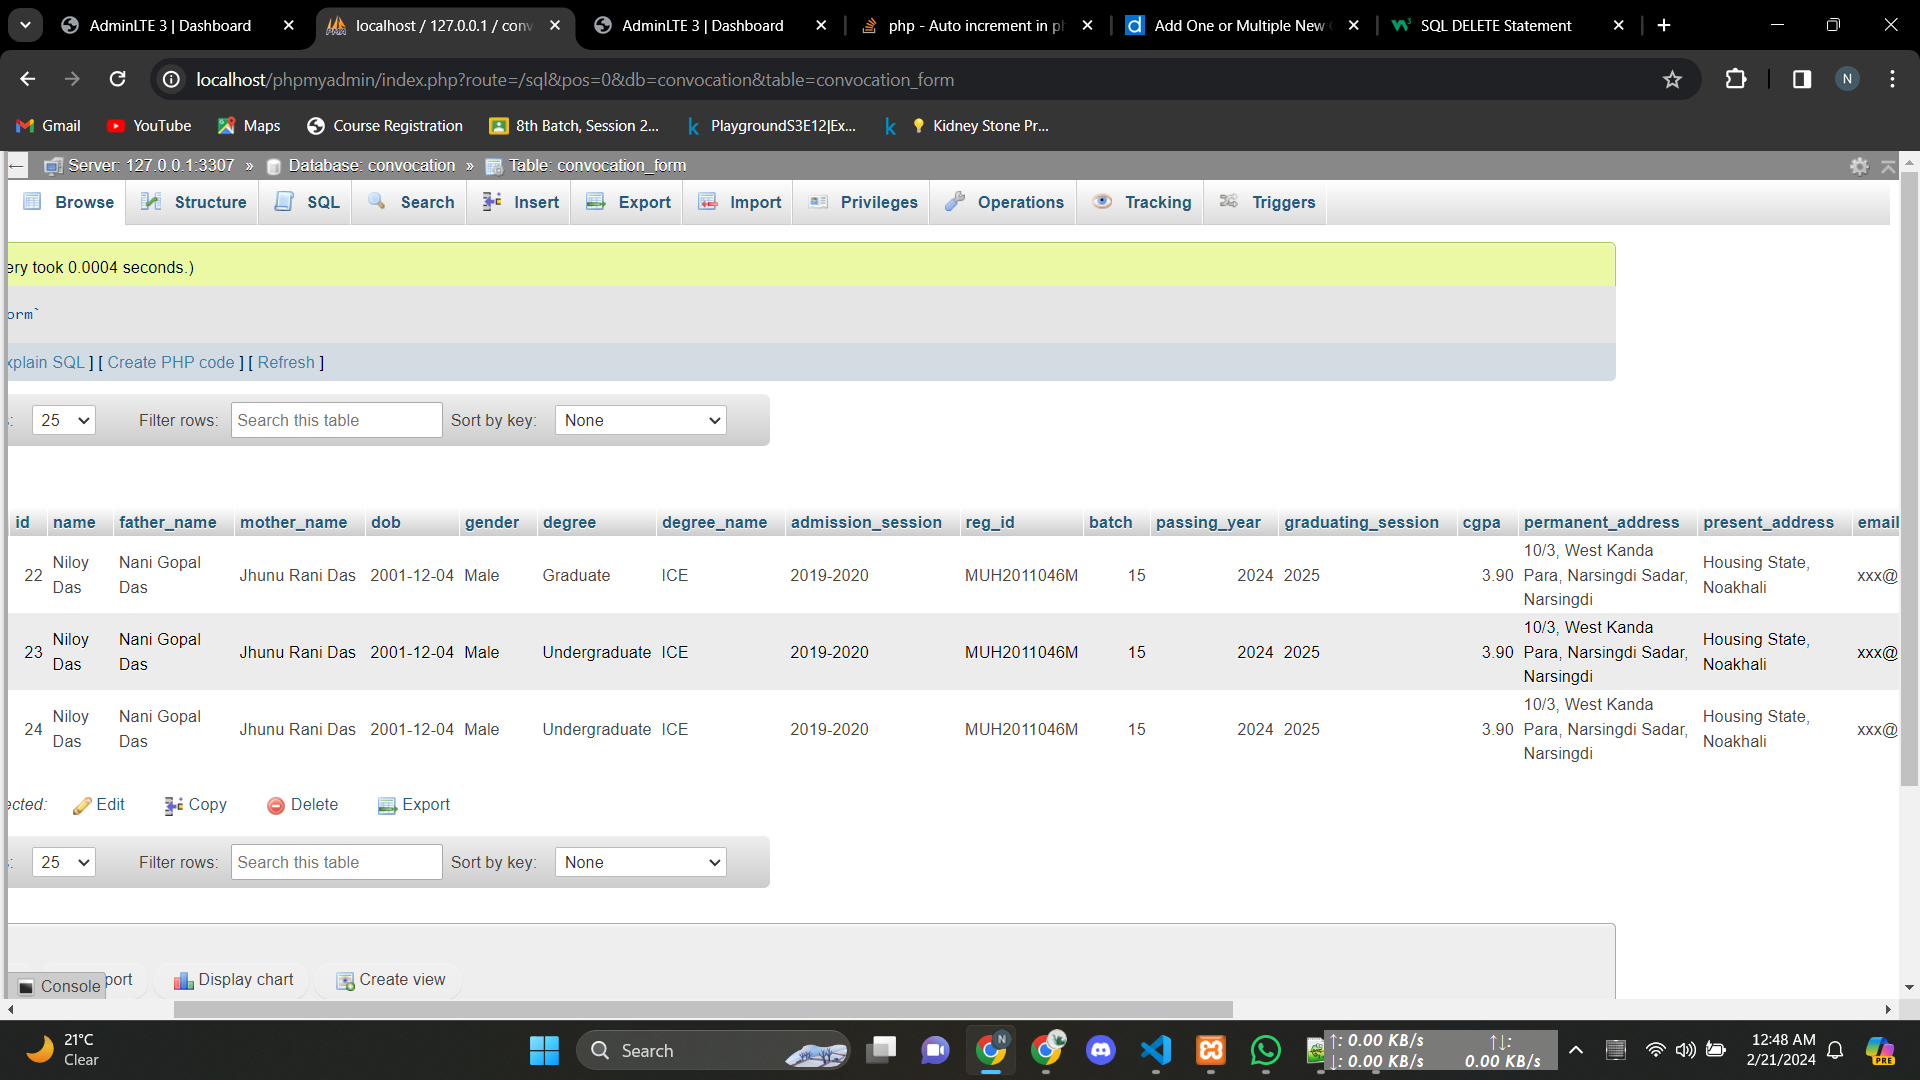 AdminLTE 3 | Dashboard
localhost / 127.0.0.1 / conv
AdminLTE 3 | Dashboard
php - Auto increment in ph
Add One or Multiple New
SQL DELETE Statement
localhost/phpmyadmin/index.php?route=/sql&pos=0&db=convocation&table=convocation_form
N
Gmail
YouTube
Maps
Course Registration
8th Batch, Session 2...
PlaygroundS3E12|Ex...
Kidney Stone Pr...
Server: 127.0.0.1:3307 » Database: convocation » Table: convocation_form
Browse
Structure
SQL
Search
Insert
Export
Import
Privileges
Operations
Tracking
Triggers
ery took 0.0004 seconds.)
orm`
xplain SQL ] [ Create PHP code ] [ Refresh ]
: 25 Filter rows: Search this table Sort by key: None
id name father_name mother_name dob gender degree degree_name admission_session reg_id batch passing_year graduating_session cgpa permanent_address present_address email
22 Niloy Das Nani Gopal Das Jhunu Rani Das 2001-12-04 Male Graduate ICE 2019-2020 MUH2011046M 15 2024 2025 3.90 10/3, West Kanda Para, Narsingdi Sadar, Narsingdi Housing State, Noakhali xxx@
23 Niloy Das Nani Gopal Das Jhunu Rani Das 2001-12-04 Male Undergraduate ICE 2019-2020 MUH2011046M 15 2024 2025 3.90 10/3, West Kanda Para, Narsingdi Sadar, Narsingdi Housing State, Noakhali xxx@
24 Niloy Das Nani Gopal Das Jhunu Rani Das 2001-12-04 Male Undergraduate ICE 2019-2020 MUH2011046M 15 2024 2025 3.90 10/3, West Kanda Para, Narsingdi Sadar, Narsingdi Housing State, Noakhali xxx@
ected: Edit Copy Delete Export
: 25 Filter rows: Search this table Sort by key: None
Console
port
Display chart
Create view
21°C
Clear
Search
N
↑: 0.00 KB/s
↓: 0.00 KB/s
↑↓:
0.00 KB/s
12:48 AM
2/21/2024
PRE